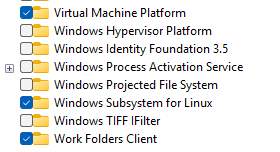 Virtual Machine Platform
Windows Hypervisor Platform
Windows Identity Foundation 3.5
Windows Process Activation Service
Windows Projected File System
Windows Subsystem for Linux
Windows TIFF IFilter
Work Folders Client